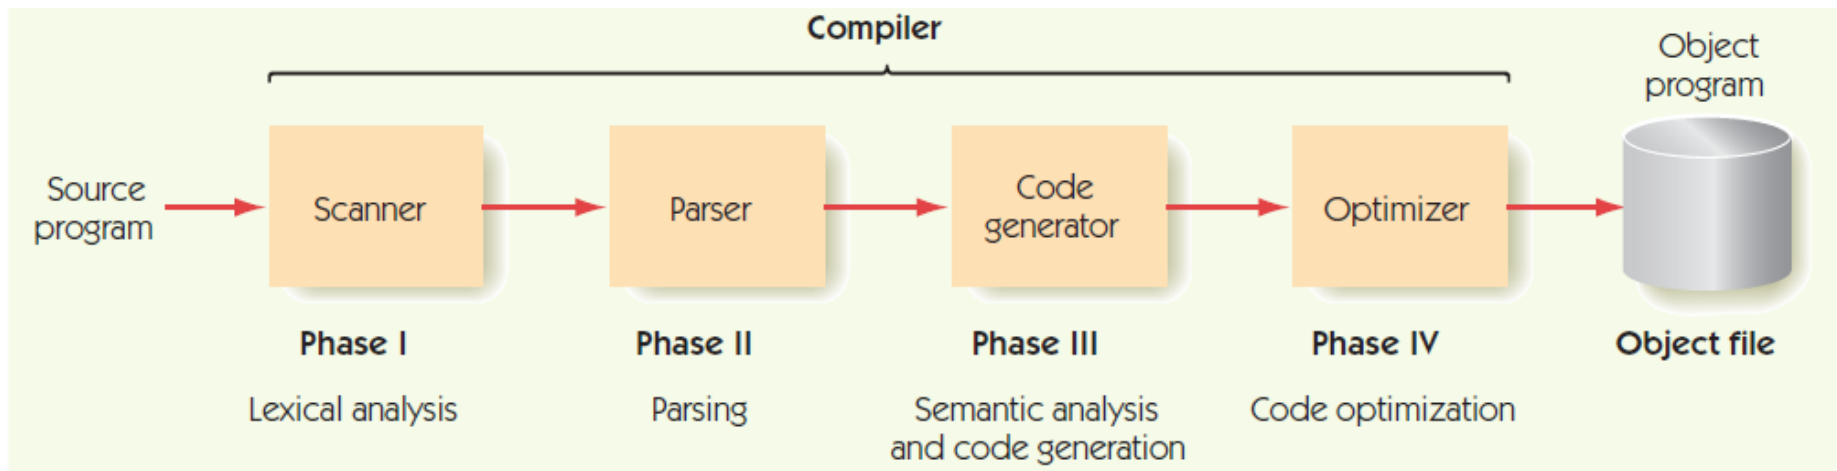 Compiler
Object
program
Source
program
Scanner
Parser
Code
generator
Optimizer
Phase I
Phase II
Phase III
Phase IV
Object file
Lexical analysis
Parsing
Semantic analysis
and code generation
Code optimization